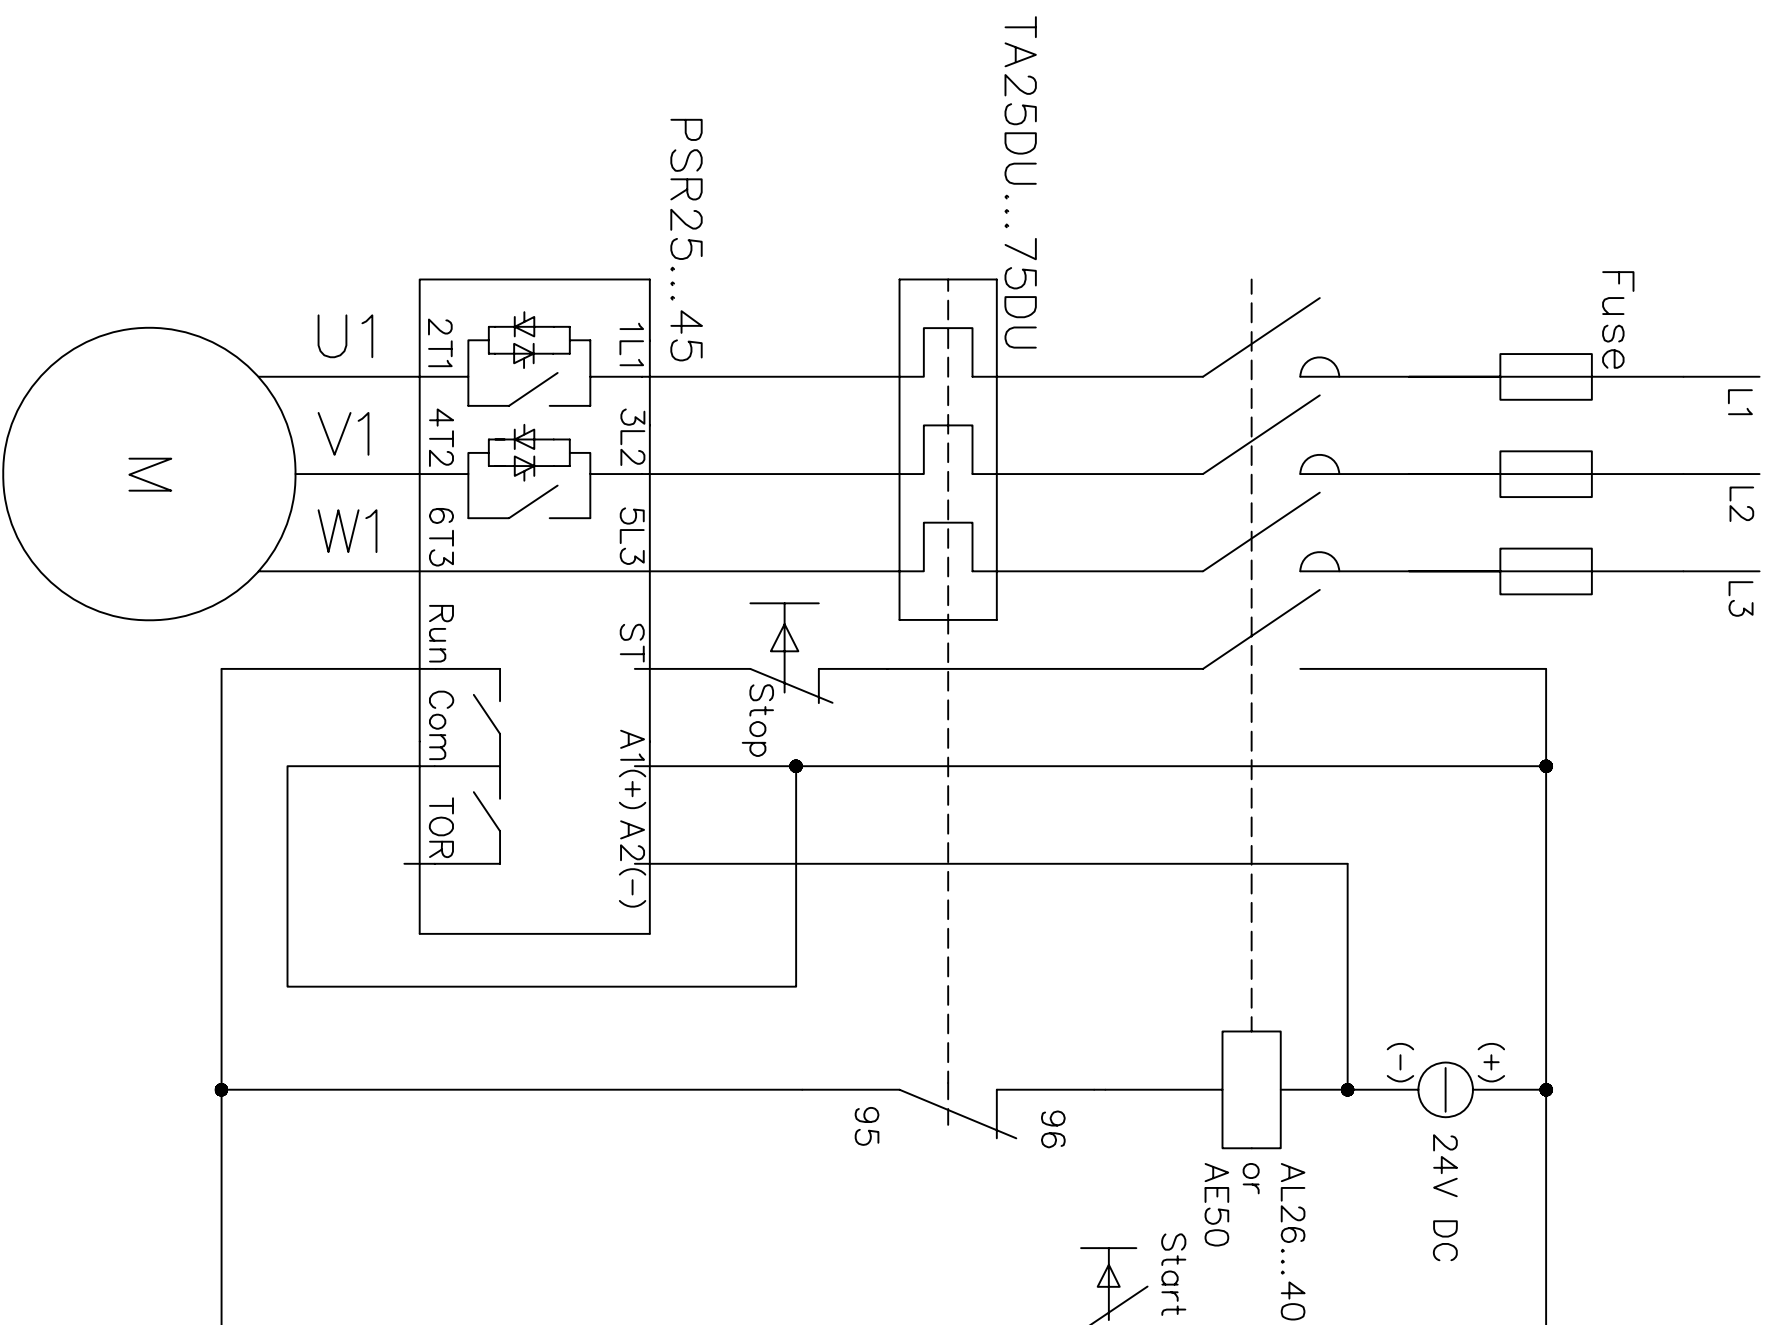 L1
L2
L3
Fuse
TA25DU...75DU
PSR25...45
1L1
3L2
5L3
ST
A1(+)
A2(-)
2T1
4T2
6T3
Run
Com
TOR
U1
V1
W1
M
Stop
(+)
(-)
24V DC
AL26...40
or
AE50
96
95
Start